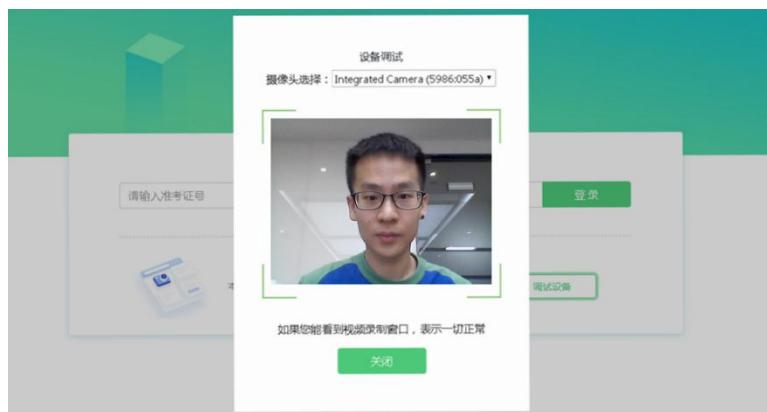 设备调试
摄像头选择： Integrated Camera (5986:055a)
请输入准考证号
登录
本
调试设备
如果您能看到视频录制窗口，表示一切正常
关闭